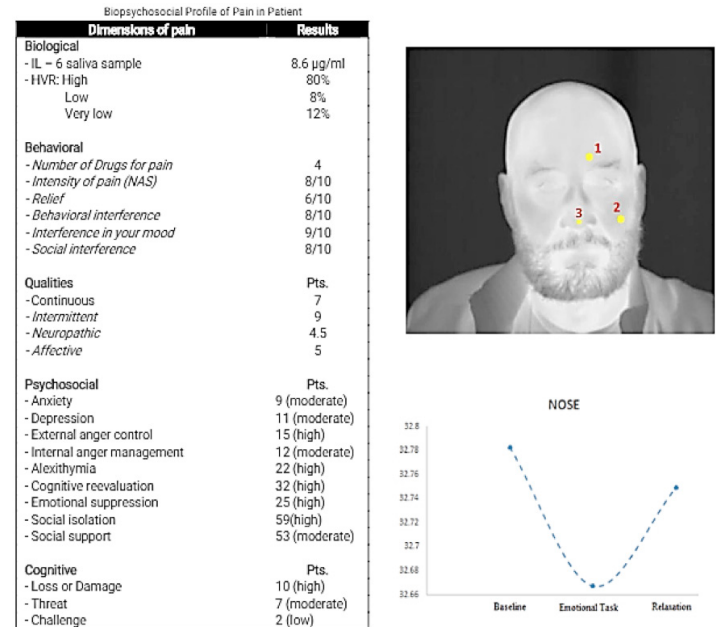 Biopsychosocial Profile of Pain in Patient
Dimensions of pain Results
Biological
- IL – 6 saliva sample 8.6 µg/ml
- HVR: High 80%
Low 8%
Very low 12%
Behavioral
- Number of Drugs for pain 4
- Intensity of pain (NAS) 8/10
- Relief 6/10
- Behavioral interference 8/10
- Interference in your mood 9/10
- Social interference 8/10
Qualities Pts.
- Continuous 7
- Intermittent 9
- Neuropathic 4.5
- Affective 5
Psychosocial Pts.
- Anxiety 9 (moderate)
- Depression 11 (moderate)
- External anger control 15 (high)
- Internal anger management 12 (moderate)
- Alexithymia 22 (high)
- Cognitive reevaluation 32 (high)
- Emotional suppression 25 (high)
- Social isolation 59(high)
- Social support 53 (moderate)
Cognitive Pts.
- Loss or Damage 10 (high)
- Threat 7 (moderate)
- Challenge 2 (low)
1
2
3
NOSE
32.8
32.78
32.76
32.74
32.72
32.7
32.68
32.66
Baseline Emotional Task Relaxation